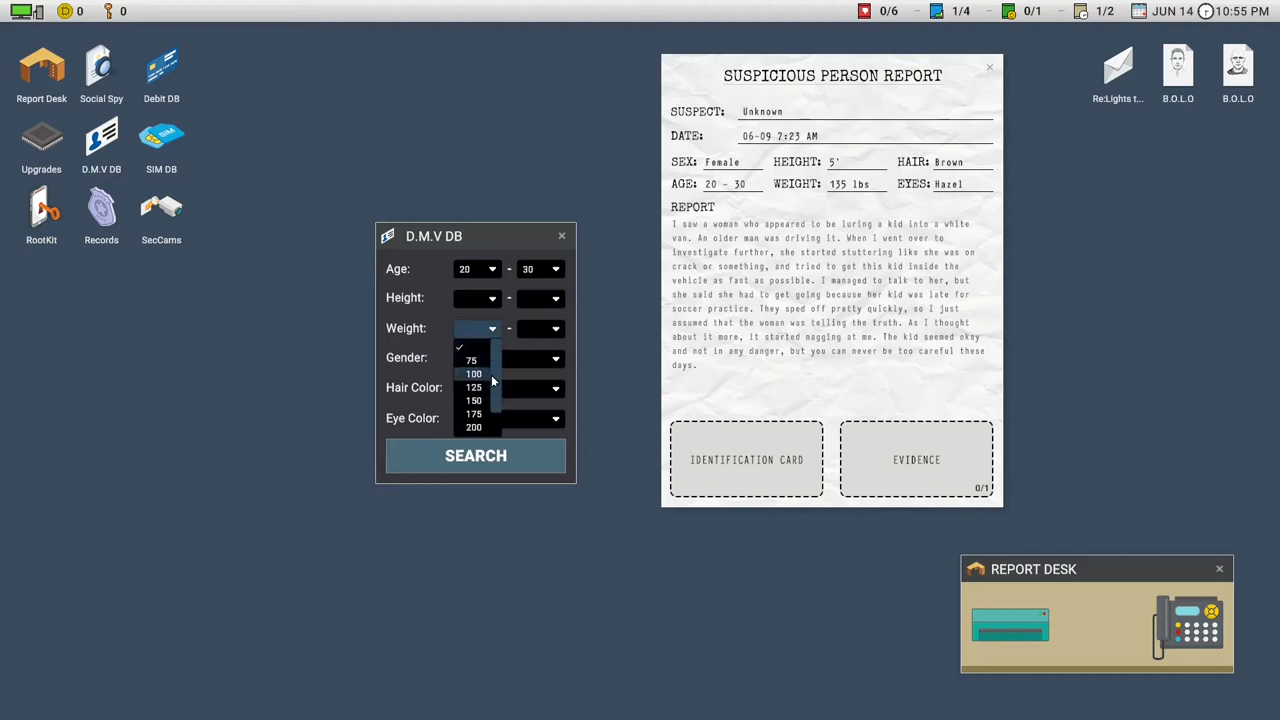 0
0
0/6
1/4
0/1
1/2
JUN 14
10:55 PM
Report Desk
Social Spy
Debit DB
Upgrades
D.M.V DB
SIM DB
RootKit
Records
SecCams
Re:Lights t...
B.O.L.O
B.O.L.O
D.M.V DB
Age: 20 - 30
Height: -
Weight: -
75
100
125
150
175
200
Gender:
Hair Color:
Eye Color:
SEARCH
SUSPICIOUS PERSON REPORT
SUSPECT: Unknown
DATE: 06-09 7:23 AM
SEX: Female HEIGHT: 5' HAIR: Brown
AGE: 20 - 30 WEIGHT: 135 lbs EYES: Hazel
REPORT
I saw a woman who appeared to be luring a kid into a white
van. An older man was driving it. When I went over to
investigate further, she started stuttering like she was on
crack or something, and tried to get this kid inside the
vehicle as fast as possible. I managed to talk to her, but
she said she had to get going because her kid was late for
soccer practice. They sped off pretty quickly, so I just
assumed that the woman was telling the truth. As I thought
about it more, it started nagging at me. The kid seemed okay
and not in any danger, but you can never be too careful these
days.
IDENTIFICATION CARD
EVIDENCE
0/1
REPORT DESK